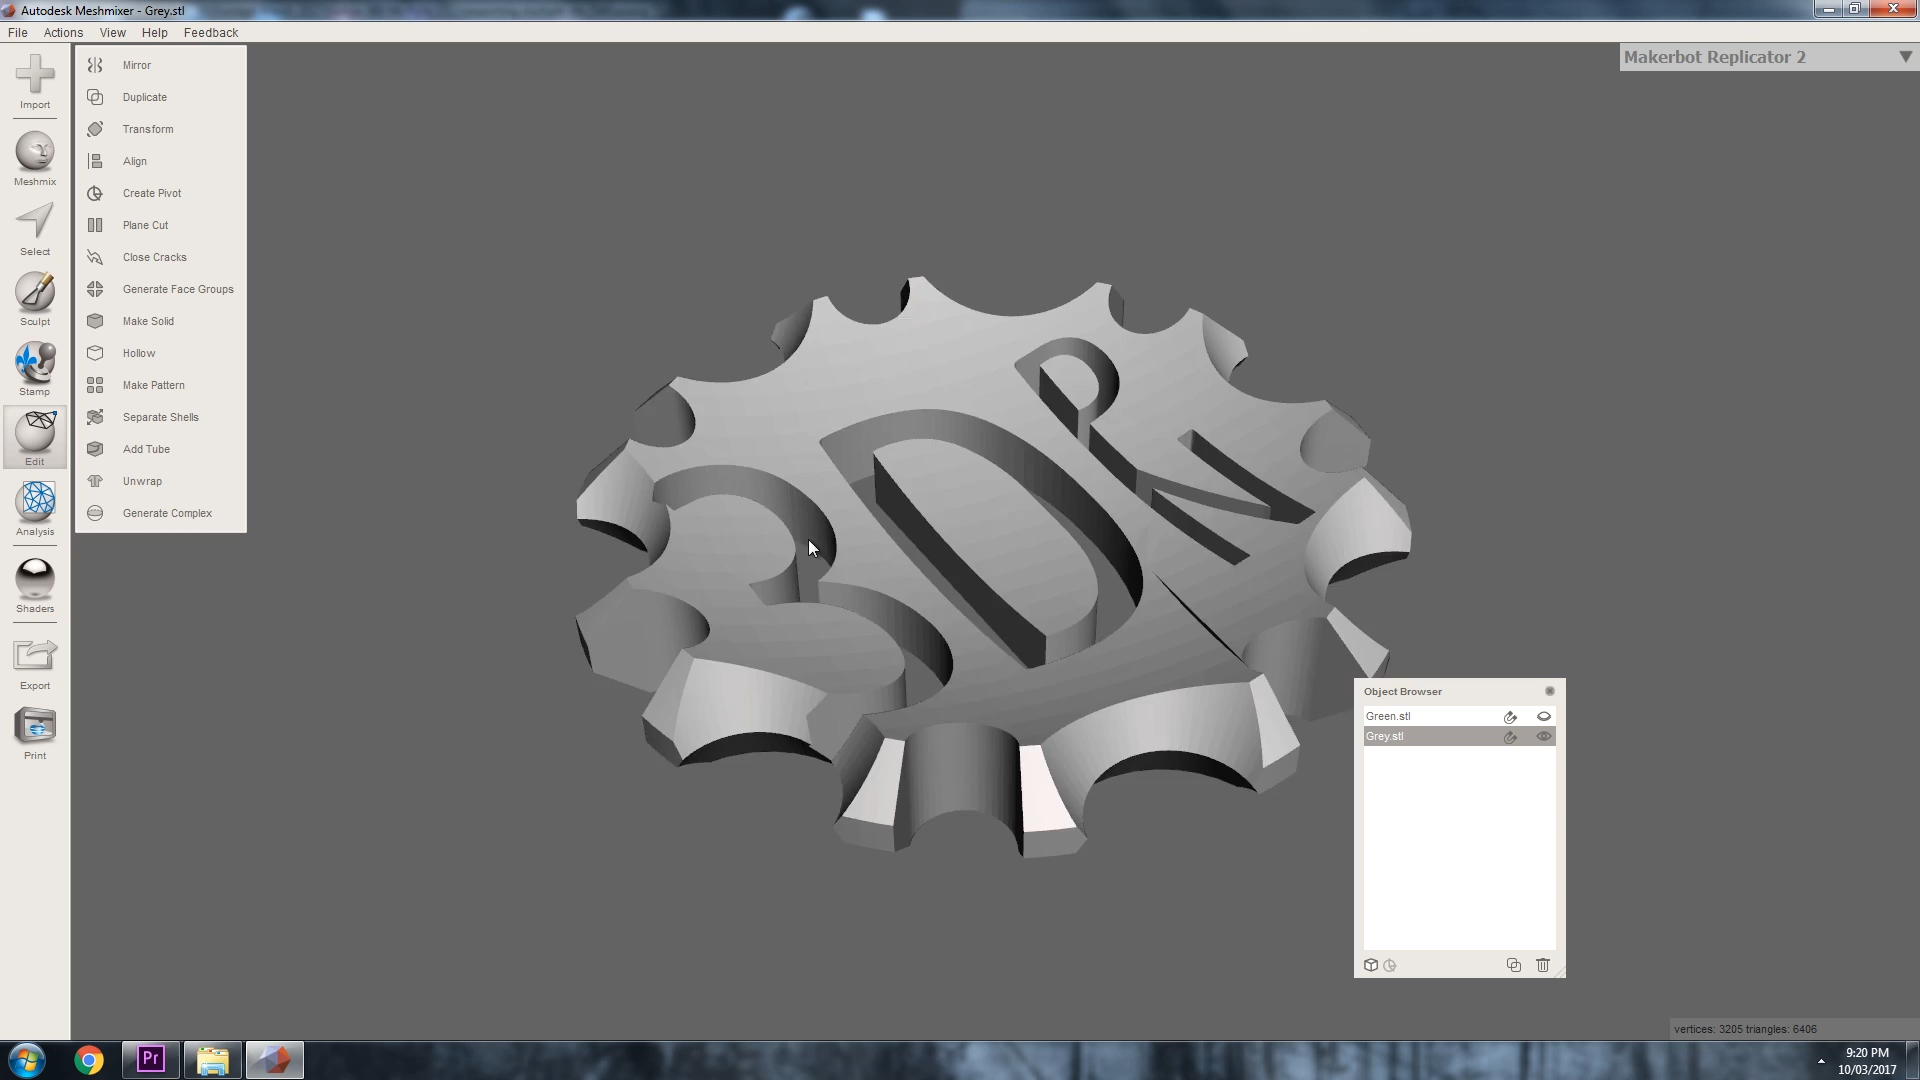 Autodesk Meshmixer - Grey.stl
File Actions View Help Feedback
Import
Meshmix
Select
Sculpt
Stamp
Edit
Analysis
Shaders
Export
Print
Mirror
Duplicate
Transform
Align
Create Pivot
Plane Cut
Close Cracks
Generate Face Groups
Make Solid
Hollow
Make Pattern
Separate Shells
Add Tube
Unwrap
Generate Complex
Makerbot Replicator 2
3D
Object Browser
Green.stl
Grey.stl
vertices: 3205 triangles: 6406
Pr
9:20 PM
10/03/2017